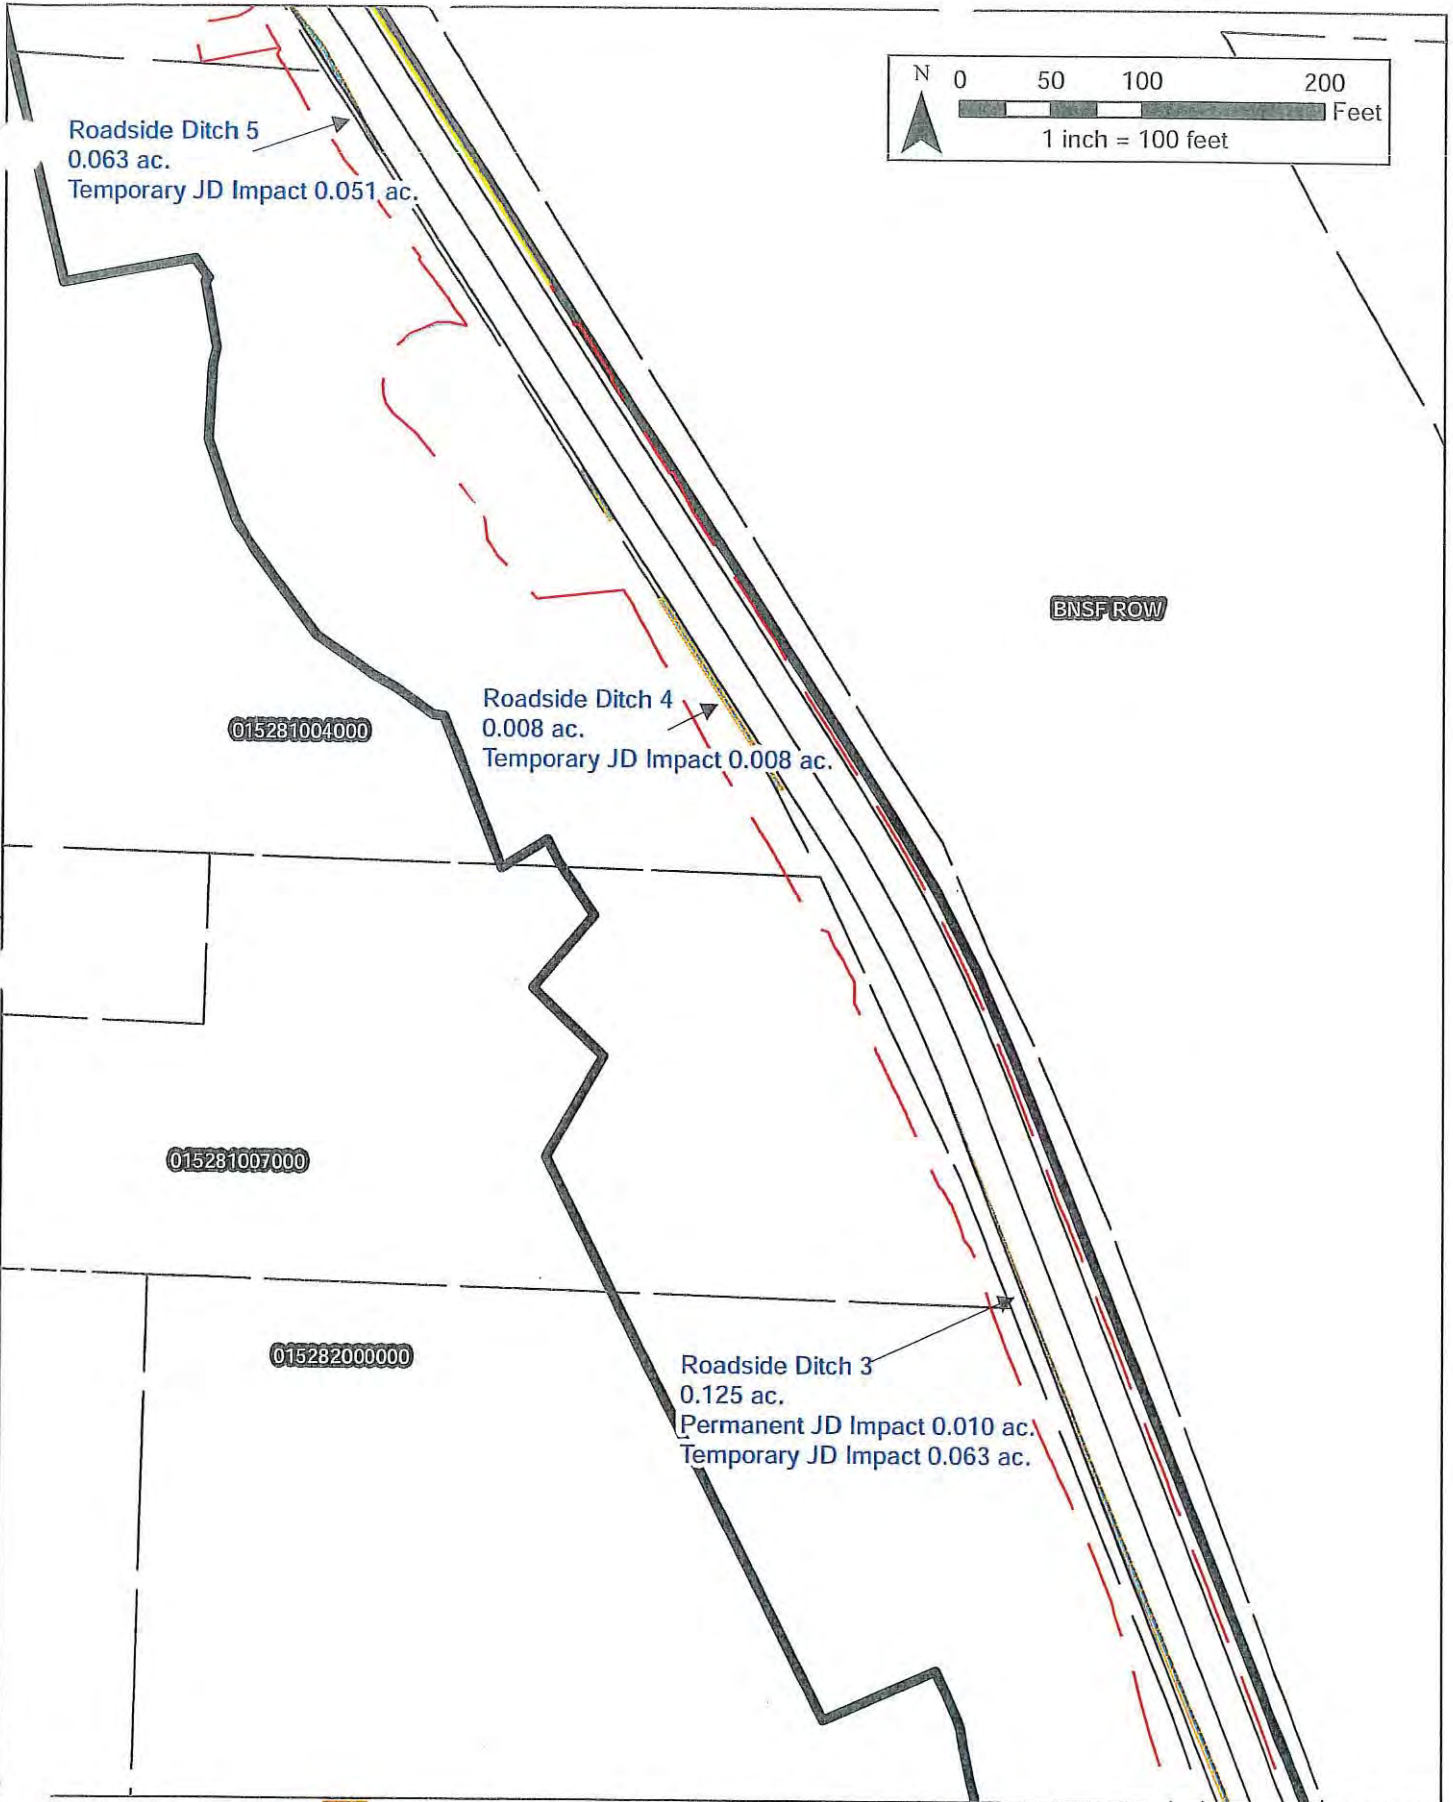 N 0 50 100 200
Feet
1 inch = 100 feet
Roadside Ditch 5
0.063 ac.
Temporary JD Impact 0.051 ac.
BNSF ROW
Roadside Ditch 4
0.008 ac.
Temporary JD Impact 0.008 ac.
015281004000
015281007000
015282000000
Roadside Ditch 3
0.125 ac.
Permanent JD Impact 0.010 ac.
Temporary JD Impact 0.063 ac.